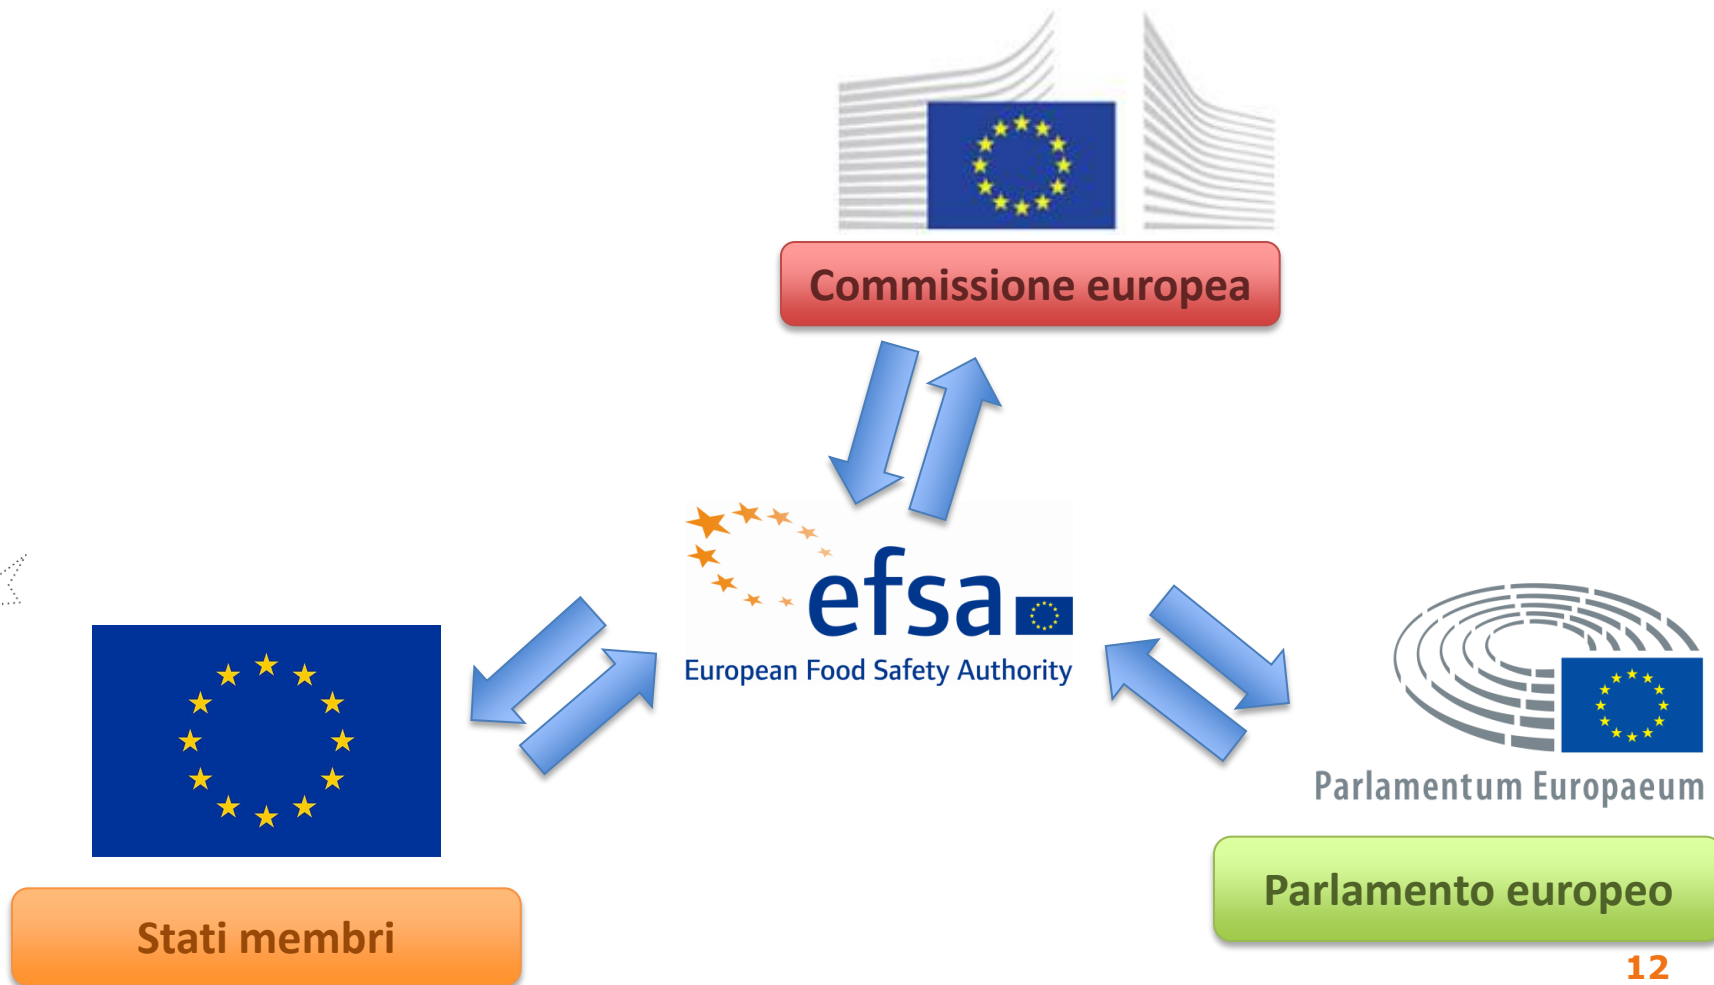 Commissione europea
efsa
European Food Safety Authority
Parlamentum Europaeum
Parlamento europeo
Stati membri
12